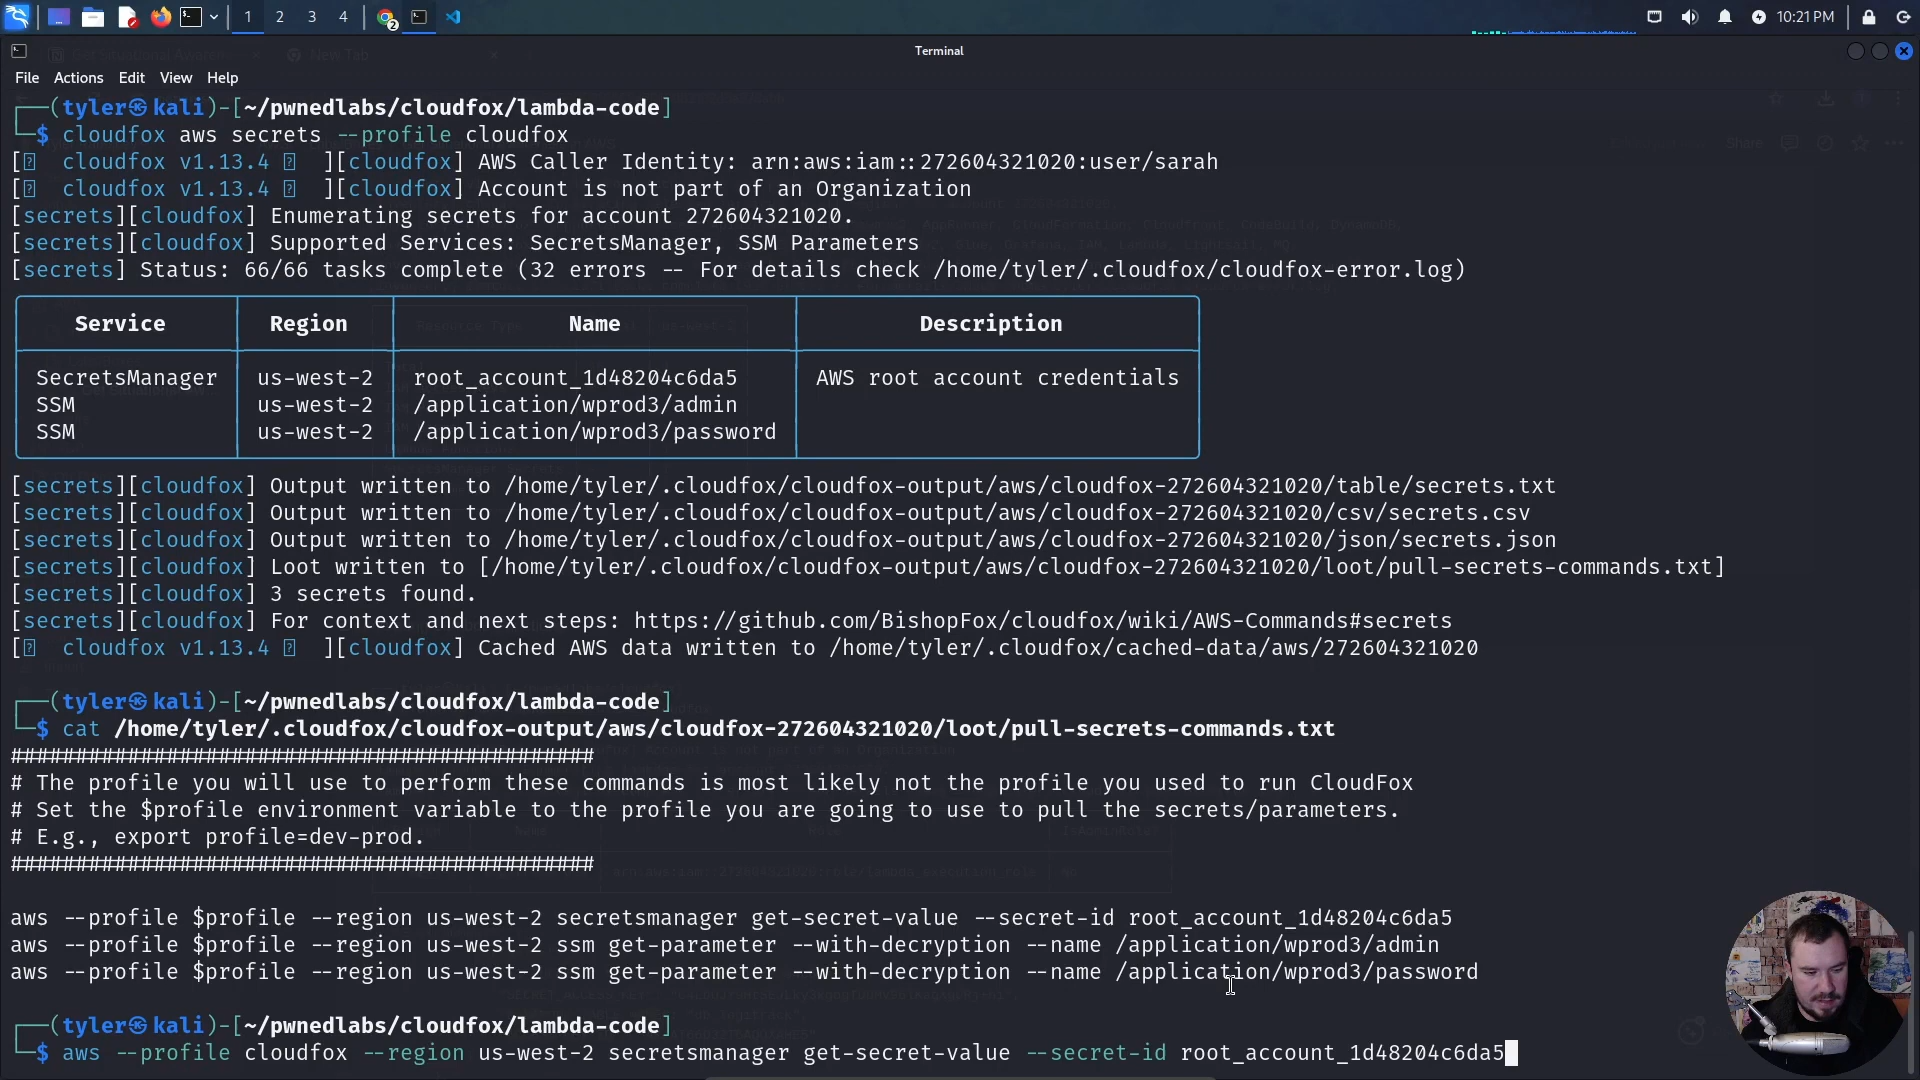 1 2 3 4 2 10:21 PM
Terminal
File Actions Edit View Help
┌──(tyler㉿kali)-[~/pwnedlabs/cloudfox/lambda-code]
└─$ cloudfox aws secrets --profile cloudfox
[ cloudfox v1.13.4 ][cloudfox] AWS Caller Identity: arn:aws:iam::272604321020:user/sarah
[ cloudfox v1.13.4 ][cloudfox] Account is not part of an Organization
[secrets][cloudfox] Enumerating secrets for account 272604321020.
[secrets][cloudfox] Supported Services: SecretsManager, SSM Parameters
[secrets] Status: 66/66 tasks complete (32 errors -- For details check /home/tyler/.cloudfox/cloudfox-error.log)
Service Region Name Description
SecretsManager us-west-2 root_account_1d48204c6da5 AWS root account credentials
SSM us-west-2 /application/wprod3/admin
SSM us-west-2 /application/wprod3/password
[secrets][cloudfox] Output written to /home/tyler/.cloudfox/cloudfox-output/aws/cloudfox-272604321020/table/secrets.txt
[secrets][cloudfox] Output written to /home/tyler/.cloudfox/cloudfox-output/aws/cloudfox-272604321020/csv/secrets.csv
[secrets][cloudfox] Output written to /home/tyler/.cloudfox/cloudfox-output/aws/cloudfox-272604321020/json/secrets.json
[secrets][cloudfox] Loot written to [/home/tyler/.cloudfox/cloudfox-output/aws/cloudfox-272604321020/loot/pull-secrets-commands.txt]
[secrets][cloudfox] 3 secrets found.
[secrets][cloudfox] For context and next steps: https://github.com/BishopFox/cloudfox/wiki/AWS-Commands#secrets
[ cloudfox v1.13.4 ][cloudfox] Cached AWS data written to /home/tyler/.cloudfox/cached-data/aws/272604321020
┌──(tyler㉿kali)-[~/pwnedlabs/cloudfox/lambda-code]
└─$ cat /home/tyler/.cloudfox/cloudfox-output/aws/cloudfox-272604321020/loot/pull-secrets-commands.txt
#############################################
# The profile you will use to perform these commands is most likely not the profile you used to run CloudFox
# Set the $profile environment variable to the profile you are going to use to pull the secrets/parameters.
# E.g., export profile=dev-prod.
#############################################
aws --profile $profile --region us-west-2 secretsmanager get-secret-value --secret-id root_account_1d48204c6da5
aws --profile $profile --region us-west-2 ssm get-parameter --with-decryption --name /application/wprod3/admin
aws --profile $profile --region us-west-2 ssm get-parameter --with-decryption --name /application/wprod3/password
┌──(tyler㉿kali)-[~/pwnedlabs/cloudfox/lambda-code]
└─$ aws --profile cloudfox --region us-west-2 secretsmanager get-secret-value --secret-id root_account_1d48204c6da5